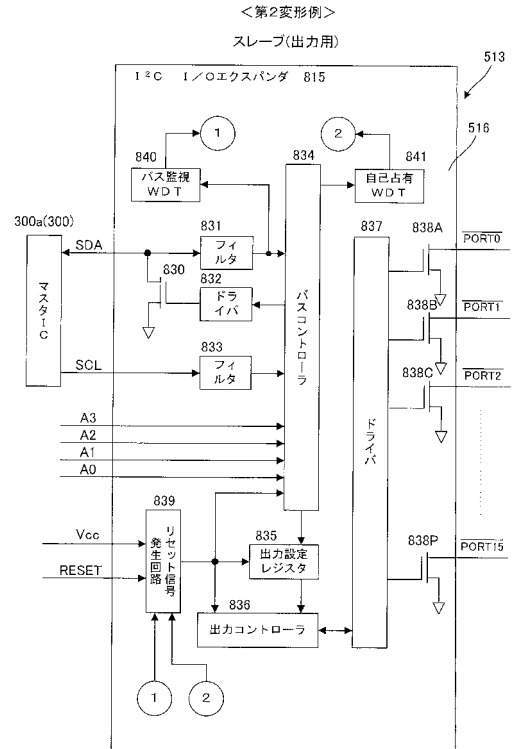 <第2変形例>
スレーブ(出力用)
I²C I/Oエクスパンダ 815
513
516
1
2
840
バス監視
WDT
834
841
自己占有
WDT
300a(300)
マスタIC
SDA
831
フィルタ
830
832
ドライバ
833
フィルタ
SCL
バスコントローラ
837
ドライバ
838A
PORT0
838B
PORT1
838C
PORT2
838P
PORT15
A3
A2
A1
A0
839
リセット信号
発生回路
Vcc
RESET
835
出力設定
レジスタ
836
出力コントローラ
1
2